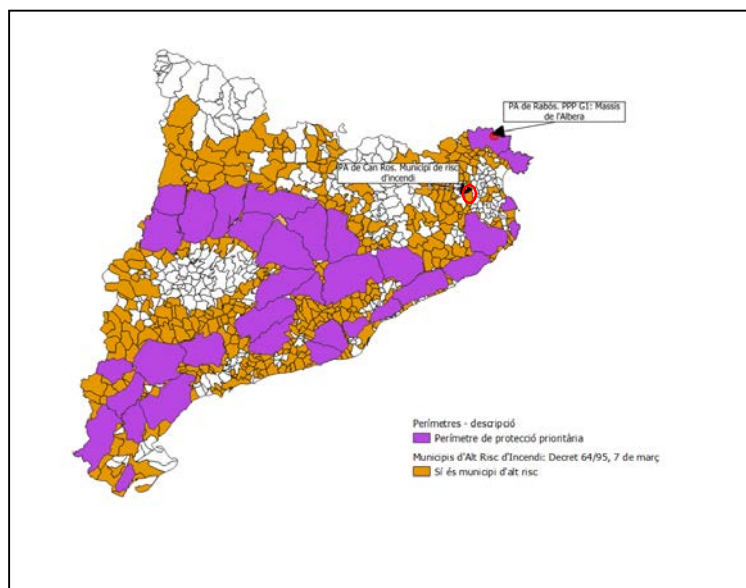 PA de Rabós. PPP G1: Massís
de l'Albera
PA de Can Ros. Municipi de risc
d'incendi
Perímetres - descripció
Perímetre de protecció prioritària
Municipis d'Alt Risc d'Incendi: Decret 64/95, 7 de març
Sí és municipi d'alt risc